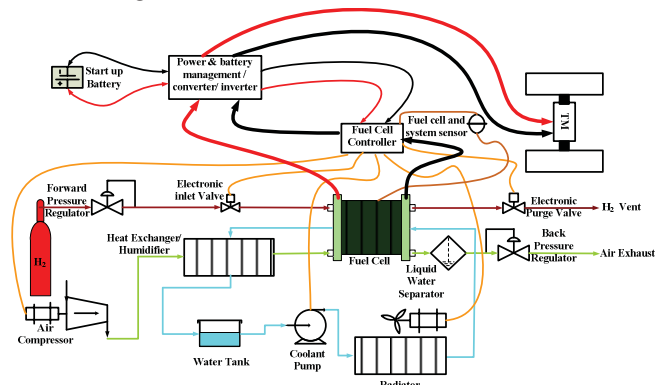 Start up
Battery
Power & battery
management /
converter/ inverter
Fuel Cell
Controller
Fuel cell and
system sensor
TM
Forward
Pressure
Regulator
Electronic
inlet Valve
Electronic
Purge Valve
H₂ Vent
H₂
Heat Exchanger/
Humidifier
Fuel Cell
Liquid
Water
Separator
Back
Pressure
Regulator
Air Exhaust
Air
Compressor
Water Tank
Coolant
Pump
Radiator